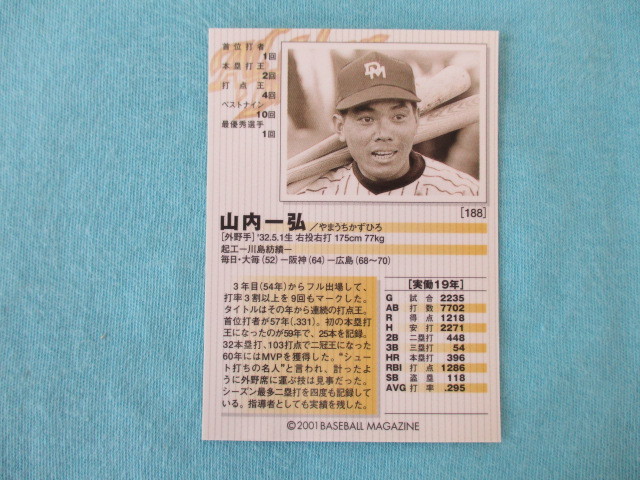 首位打者
1回
本塁打王
2回
打点王
4回
ベストナイン
10回
最優秀選手
1回
DM
[188]
山内一弘／やまうちかずひろ
[外野手] '32.5.1生 右投右打 175cm 77kg
起工―川島紡績―
毎日・大毎(52)―阪神(64)―広島(68〜70)
3年目(54年)からフル出場して、
打率3割以上を9回もマークした。
タイトルはその年から連続の打点王。
首位打者が57年(.331)。初の本塁打
王になったのが59年で、25本を記録。
32本塁打、103打点で二冠王になった
60年にはMVPを獲得した。“シュー
ト打ちの名人”と言われ、計ったよ
うに外野席に運ぶ技は見事だった。
シーズン最多二塁打を四度も記録して
いる。指導者としても実績を残した。
[実働19年]
G 試合 2235
AB 打数 7702
R 得点 1218
H 安打 2271
2B 二塁打 448
3B 三塁打 54
HR 本塁打 396
RBI 打点 1286
SB 盗塁 118
AVG 打率 .295
©2001 BASEBALL MAGAZINE